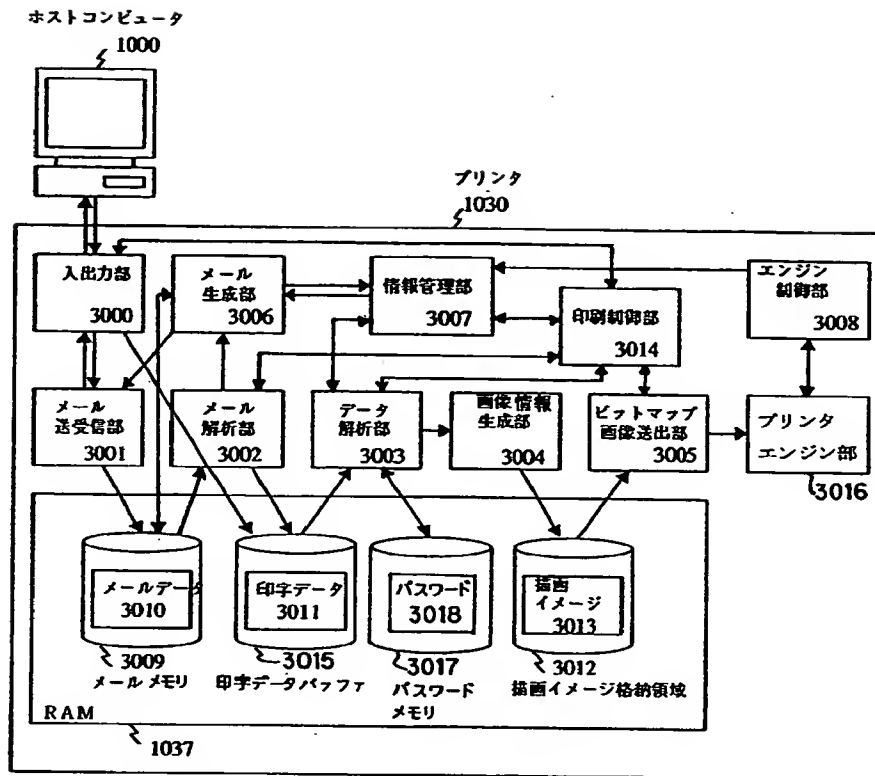 ホストコンピュータ
1000
プリンタ
1030
入出力部
3000
メール
生成部
3006
情報管理部
3007
印刷制御部
3014
エンジン
制御部
3008
メール
送受信部
3001
メール
解析部
3002
データ
解析部
3003
画像情報
生成部
3004
ビットマップ
画像送出部
3005
プリンタ
エンジン部
3016
メールデータ
3010
印字データ
3011
パスワード
3018
描画
イメージ
3013
3009
メールメモリ
3015
印字データバッファ
3017
パスワード
メモリ
3012
描画イメージ格納領域
RAM
1037